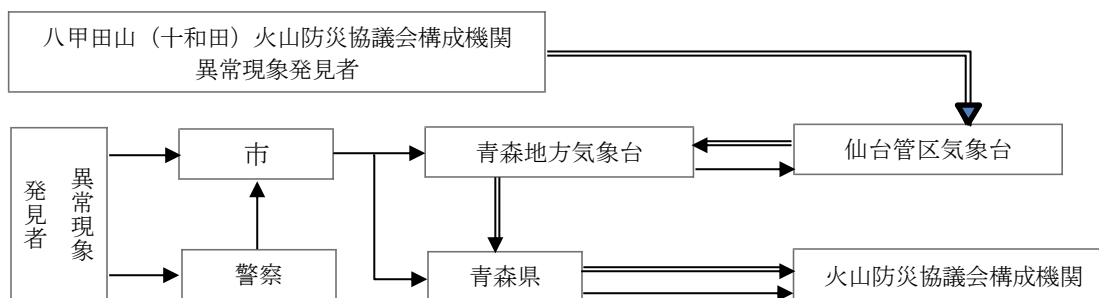 八甲田山（十和田）火山防災協議会構成機関
異常現象発見者
異常現象
発見者
市
青森地方気象台
仙台管区気象台
警察
青森県
火山防災協議会構成機関